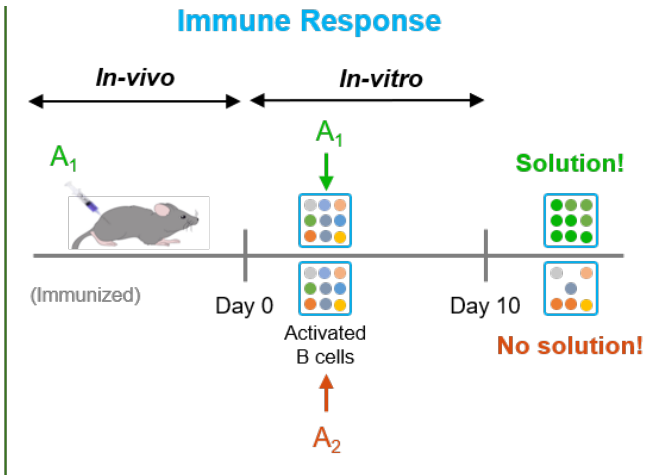 Immune Response
In-vivo
In-vitro
A1
A1
Solution!
(Immunized)
Day 0
Day 10
Activated
B cells
No solution!
A2